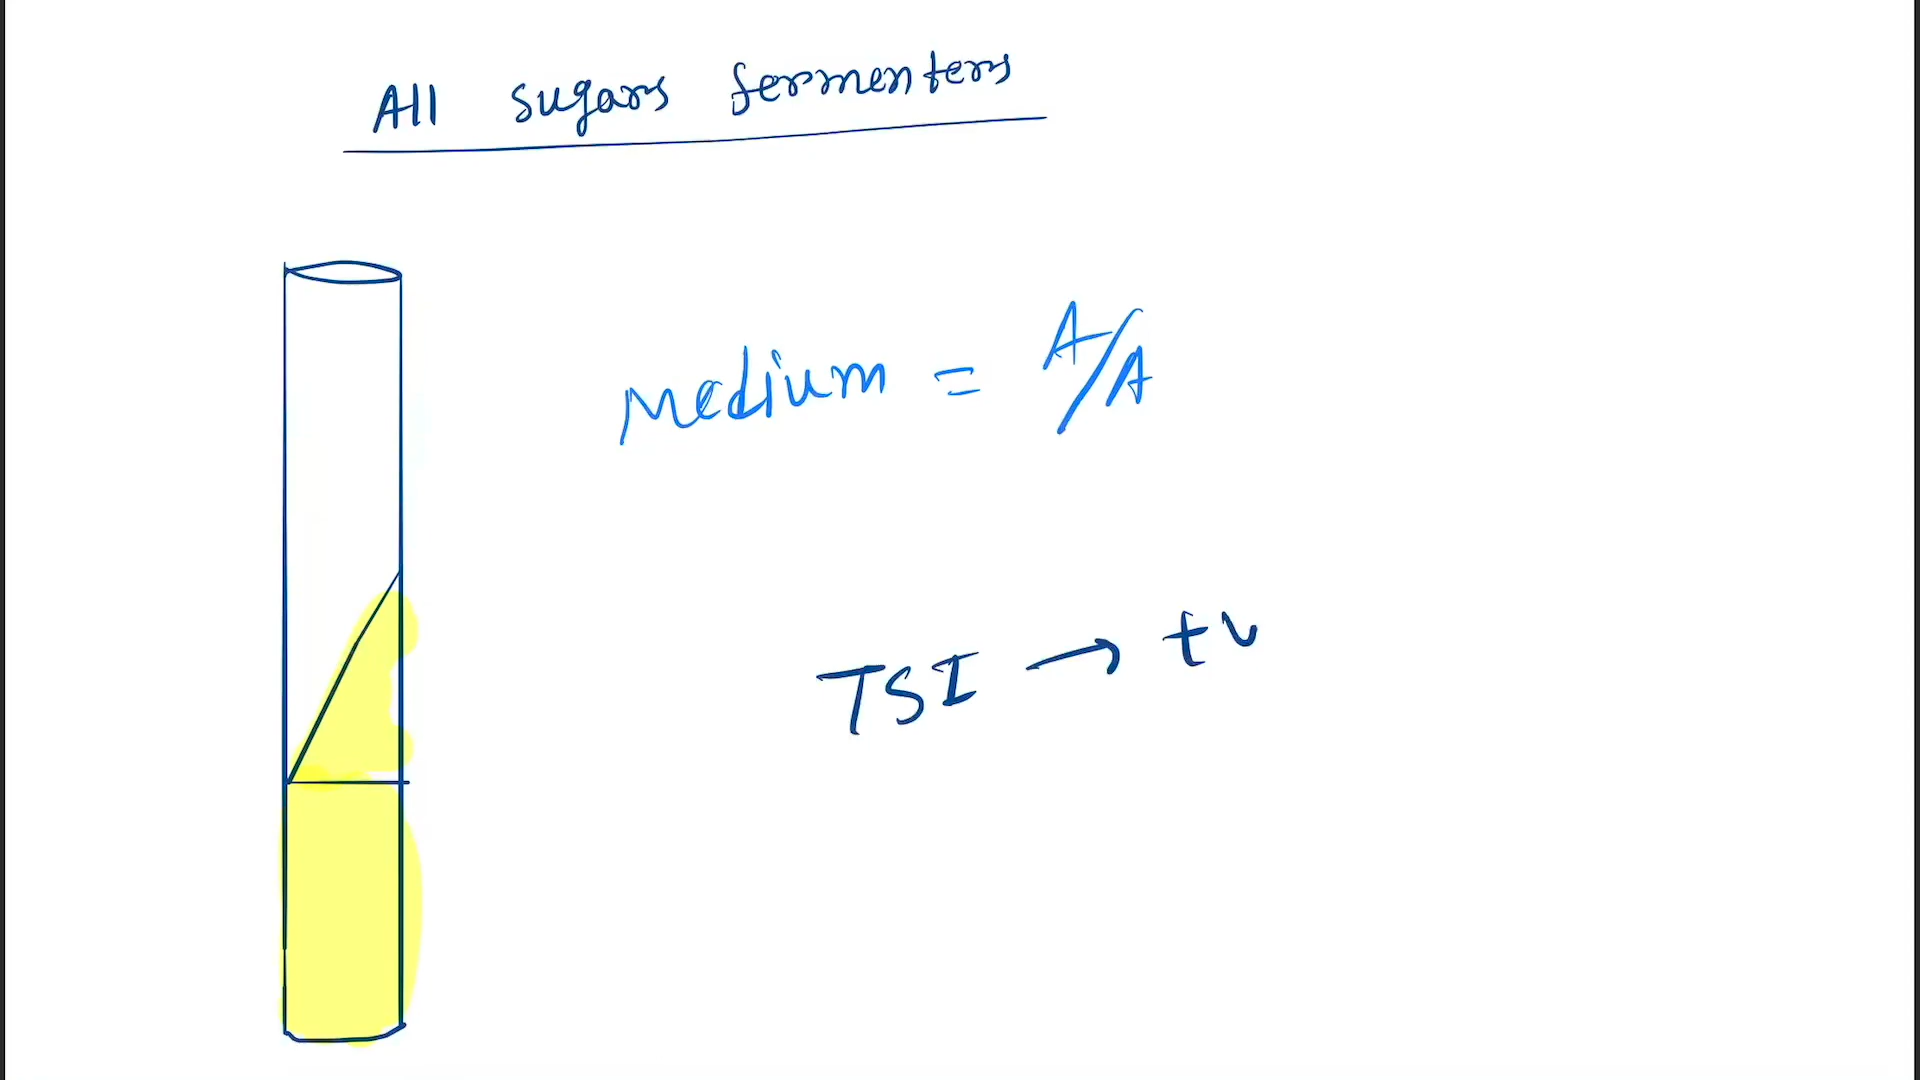 All sugars fermenters
Medium = A/A
TSI → +v